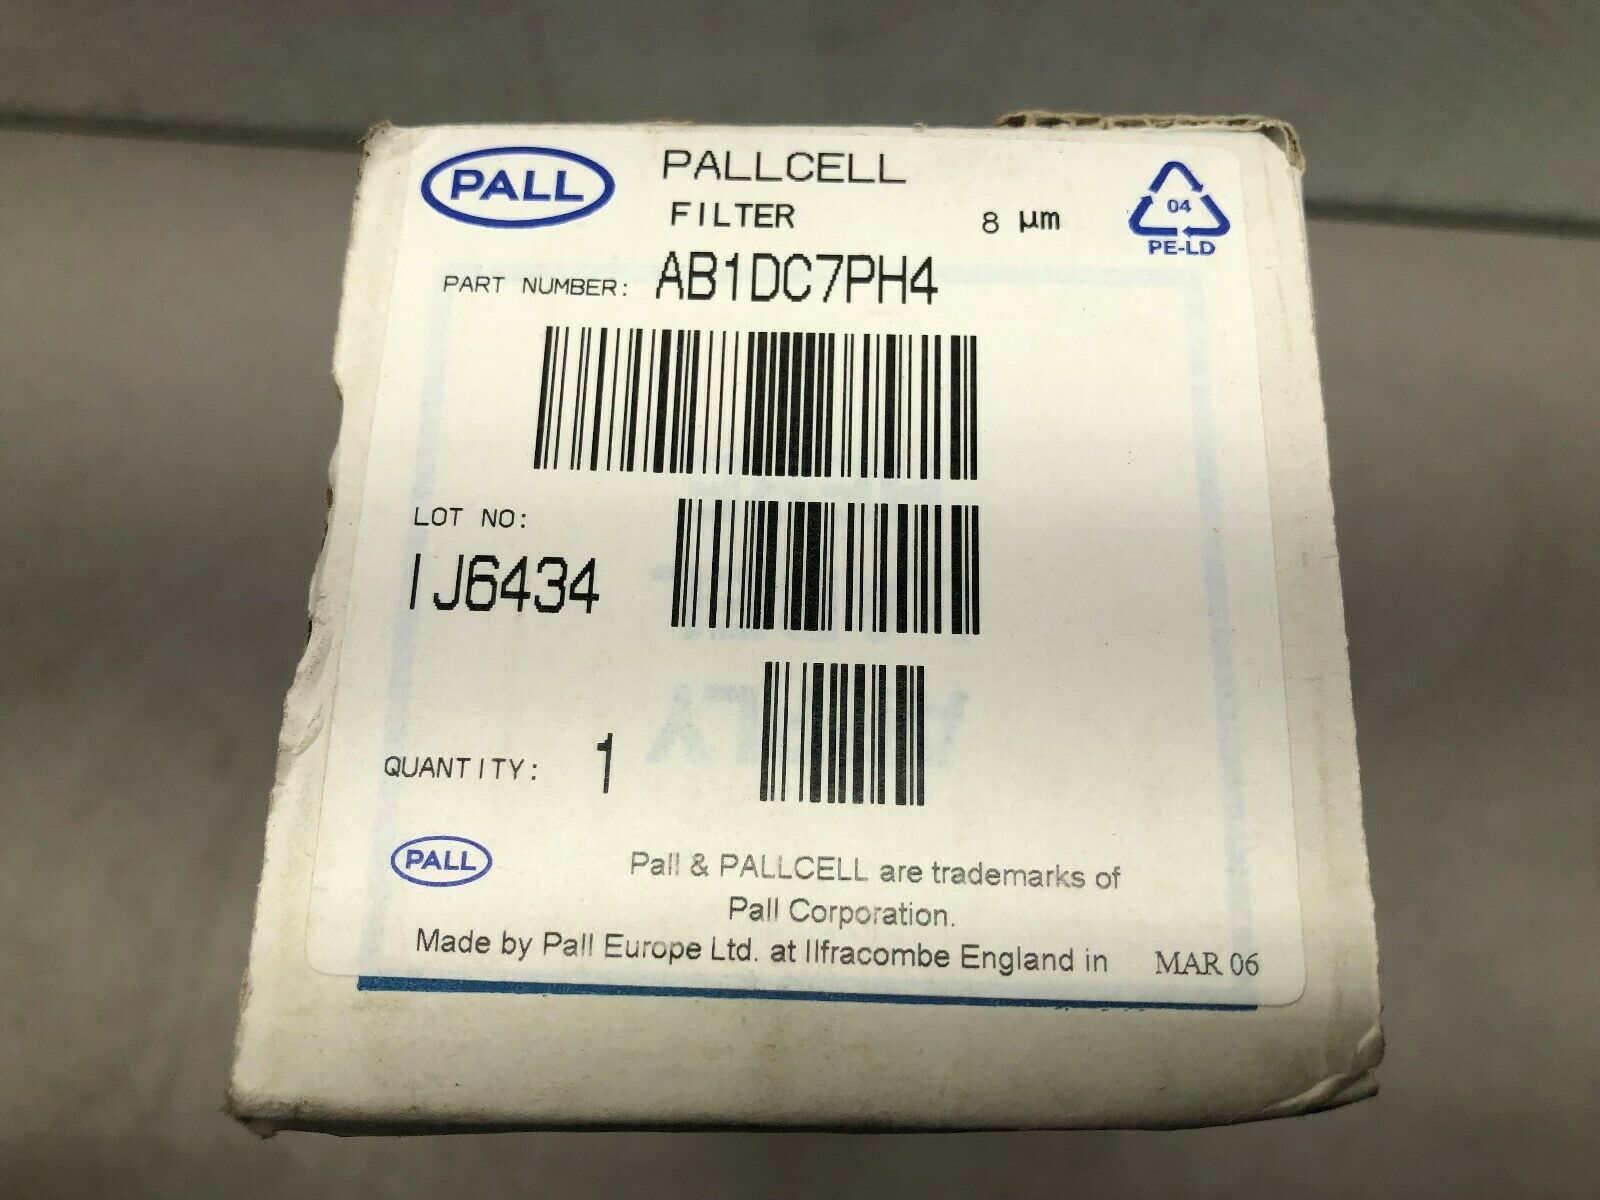 PALL
PALLCELL
FILTER 8 µm
04
PE-LD
PART NUMBER: AB1DC7PH4
LOT NO:
IJ6434
QUANTITY: 1
PALL
Pall & PALLCELL are trademarks of
Pall Corporation.
Made by Pall Europe Ltd. at Ilfracombe England in MAR 06